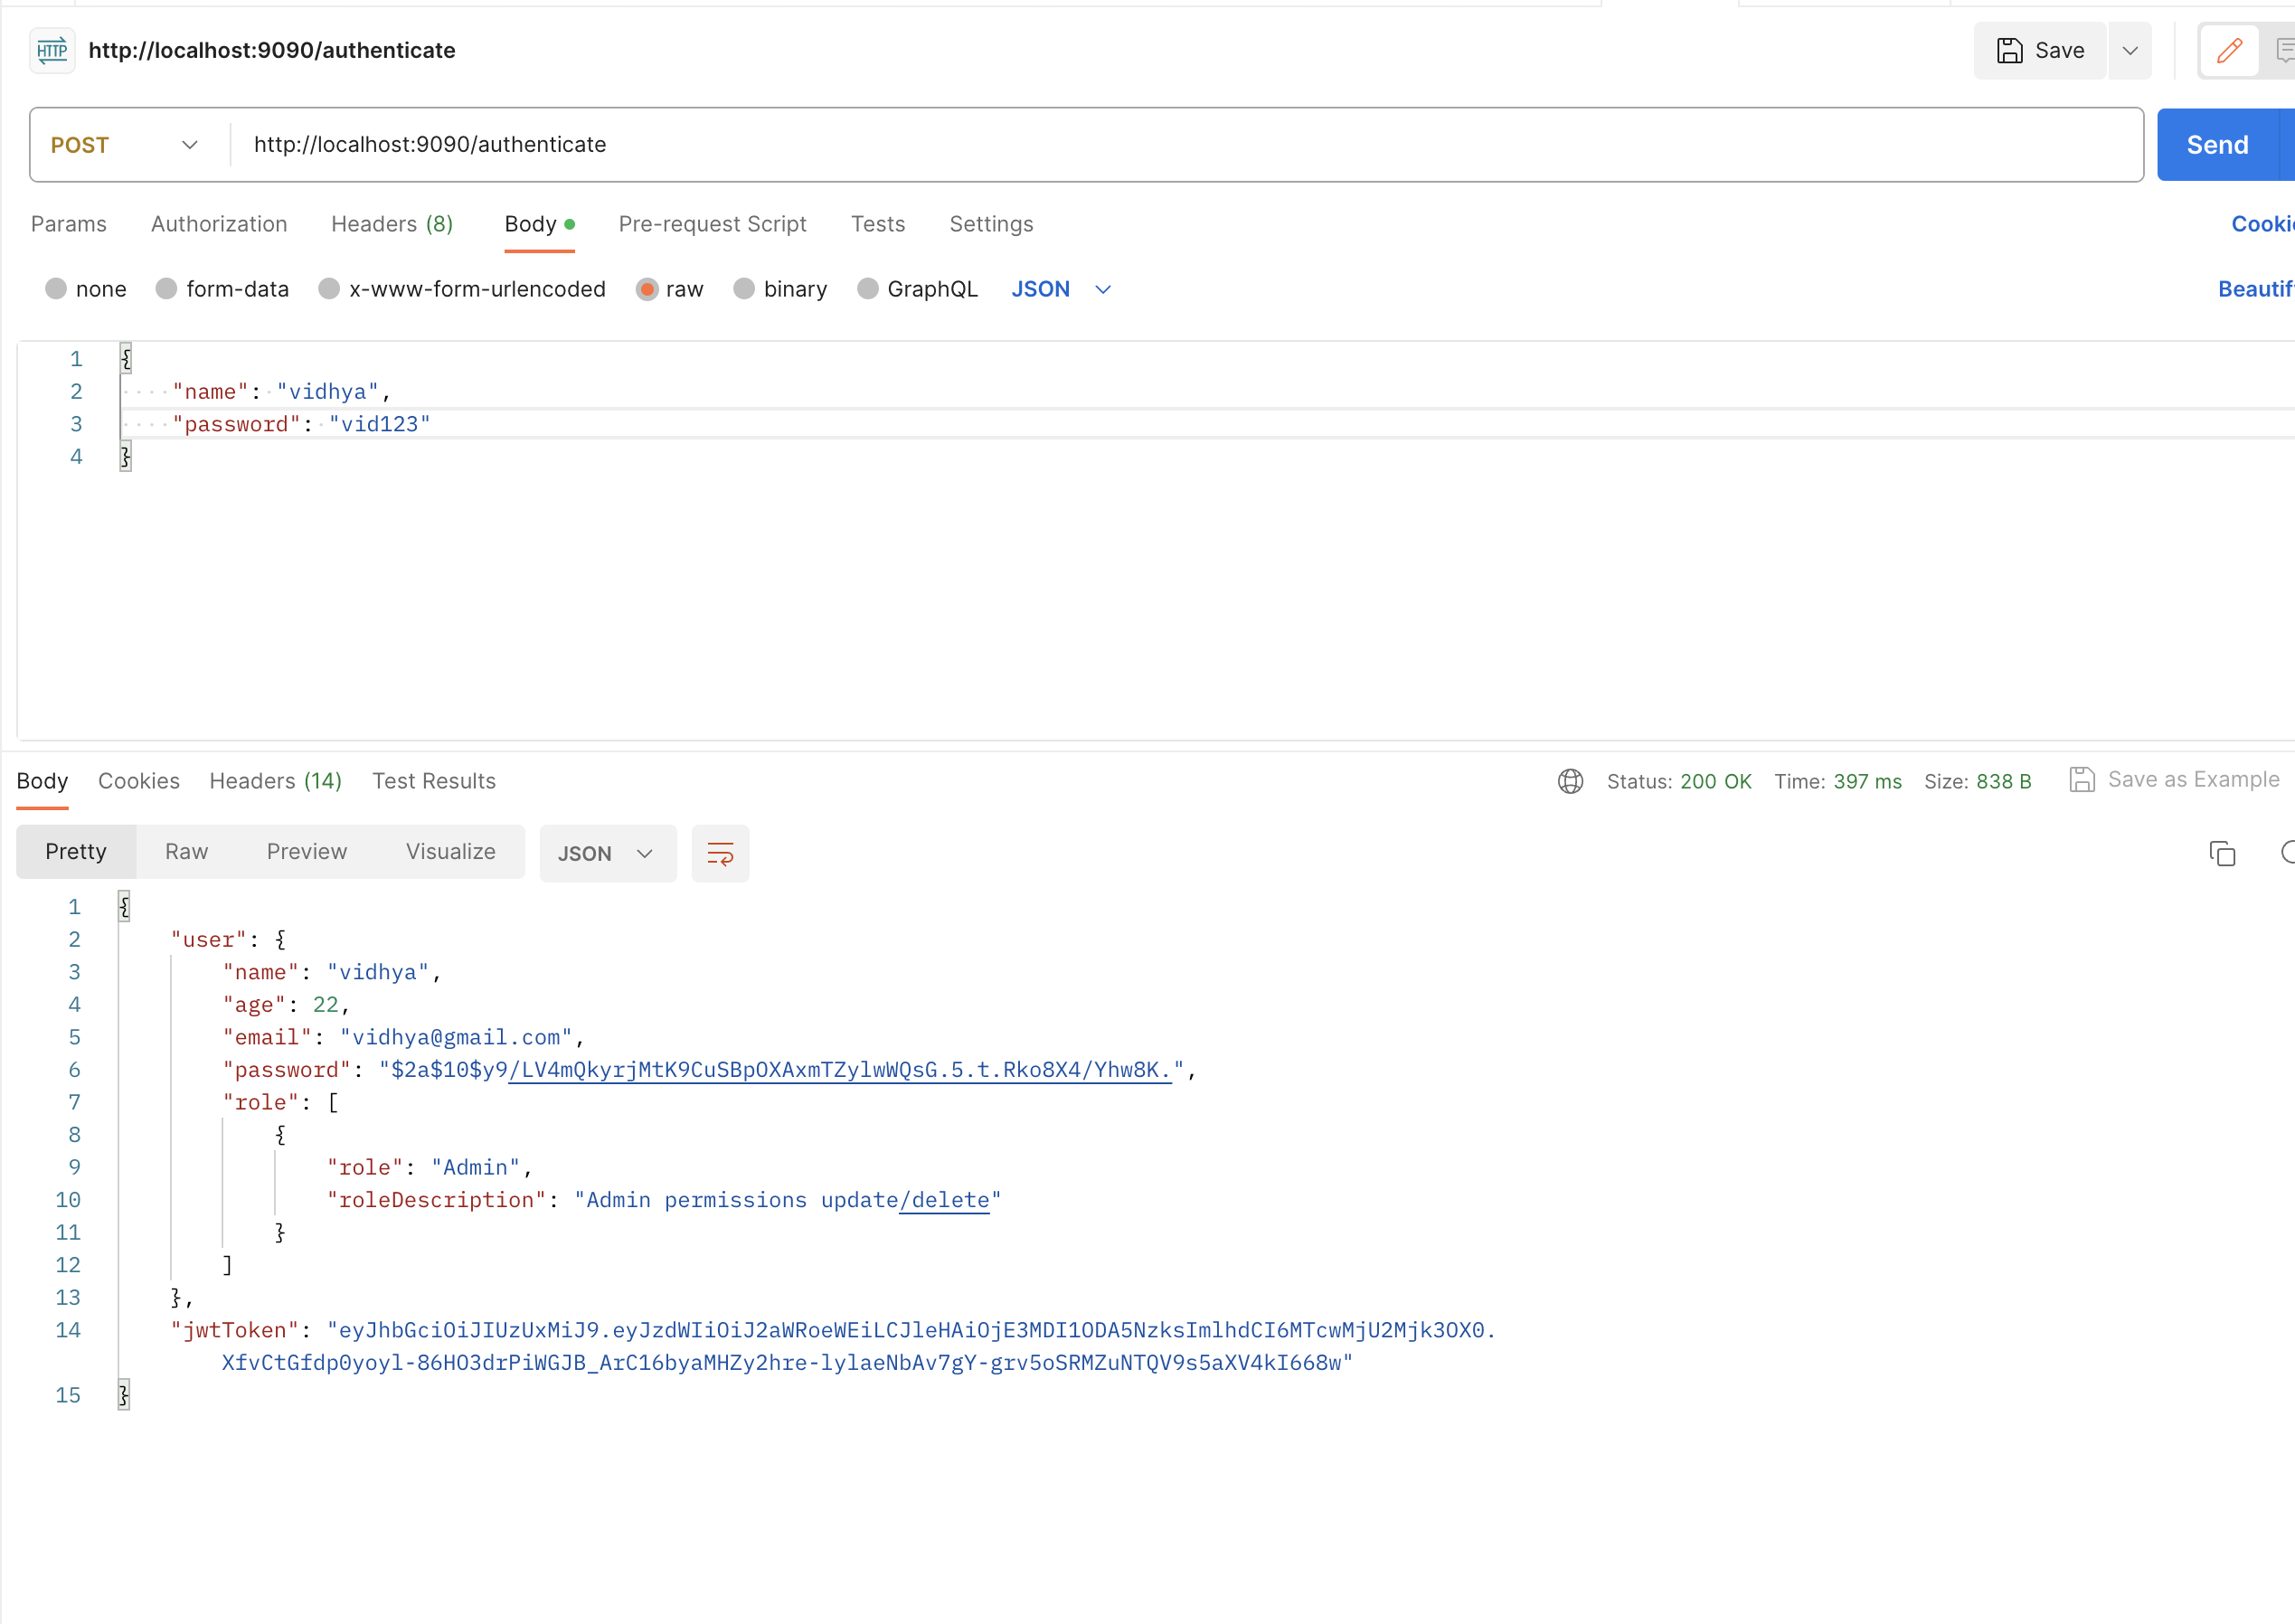 HTTP http://localhost:9090/authenticate Save
POST http://localhost:9090/authenticate Send
Params Authorization Headers (8) Body Pre-request Script Tests Settings Cooki
none form-data x-www-form-urlencoded raw binary GraphQL JSON Beautif
1 {
2 "name": "vidhya",
3 "password": "vid123"
4 }
Body Cookies Headers (14) Test Results Status: 200 OK Time: 397 ms Size: 838 B Save as Example
Pretty Raw Preview Visualize JSON
1 {
2 "user": {
3 "name": "vidhya",
4 "age": 22,
5 "email": "vidhya@gmail.com",
6 "password": "$2a$10$y9/LV4mQkyrjMtK9CuSBpOXAxmTZylwWQsG.5.t.Rko8X4/Yhw8K.",
7 "role": [
8 {
9 "role": "Admin",
10 "roleDescription": "Admin permissions update/delete"
11 }
12 ]
13 },
14 "jwtToken": "eyJhbGciOiJIUzUxMiJ9.eyJzdWIiOiJ2aWRoeWEiLCJleHAiOjE3MDI1ODA5NzksImlhdCI6MTcwMjU2Mjk3OX0.
XfvCtGfdp0yoyl-86HO3drPiWGJB_ArC16byaMHZy2hre-lylaeNbAv7gY-grv5oSRMZuNTQV9s5aXV4kI668w"
15 }